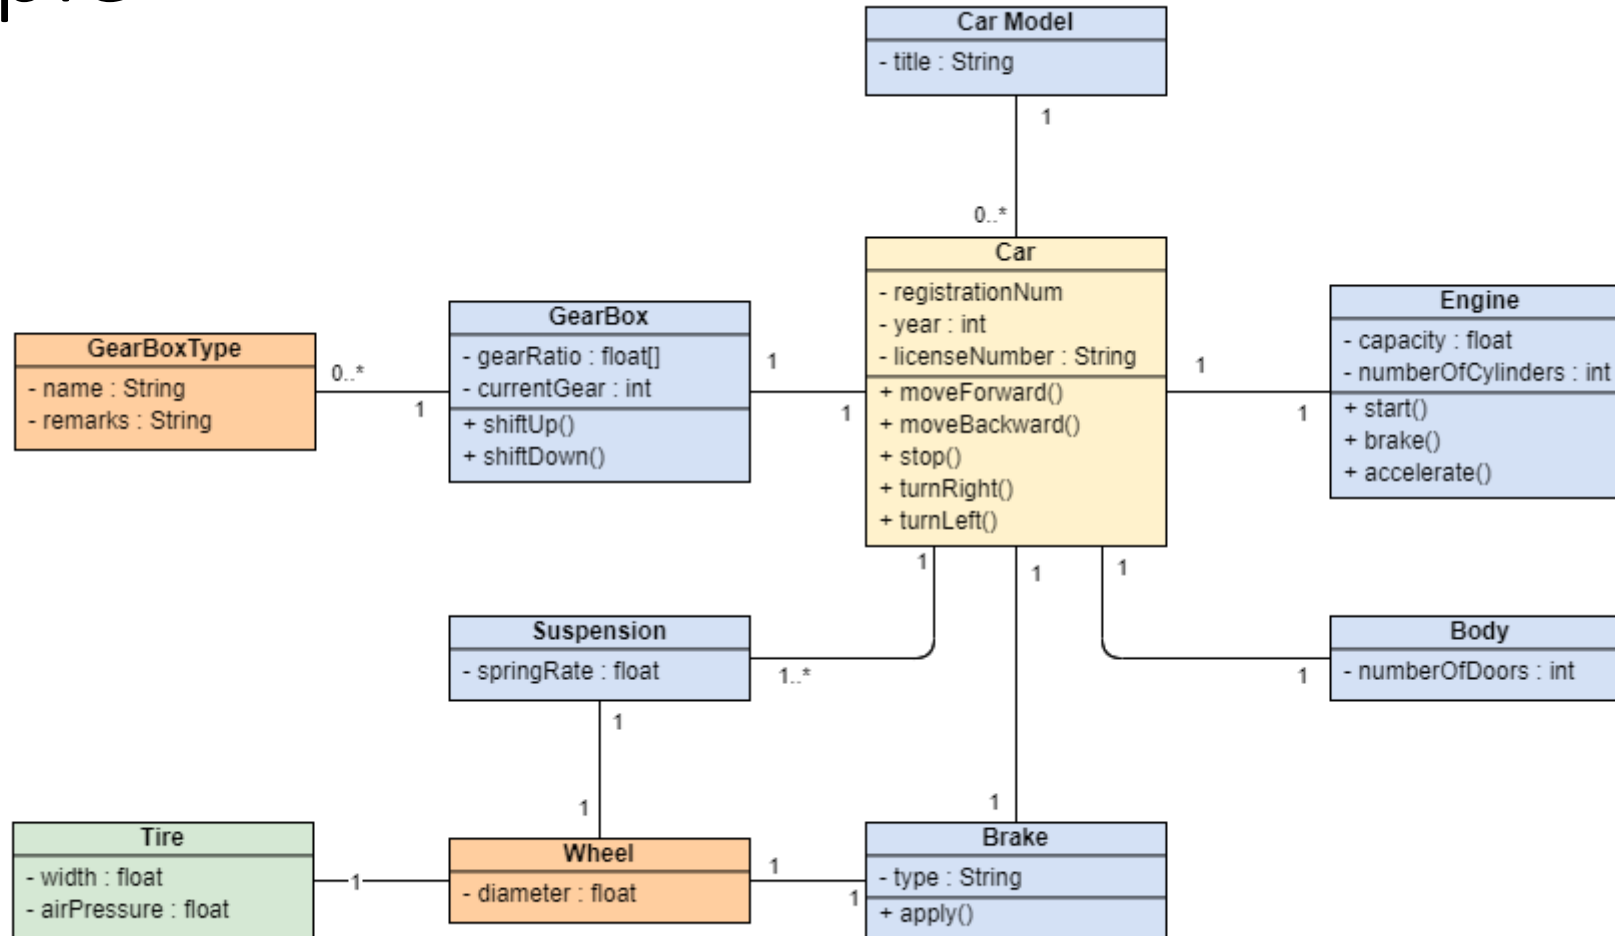 Car Model
- title : String
1
0..*
Car
- registrationNum
- year : int
- licenseNumber : String
+ moveForward()
+ moveBackward()
+ stop()
+ turnRight()
+ turnLeft()
GearBoxType
- name : String
- remarks : String
0..*
1
GearBox
- gearRatio : float[]
- currentGear : int
+ shiftUp()
+ shiftDown()
1
1
1
1
Engine
- capacity : float
- numberOfCylinders : int
+ start()
+ brake()
+ accelerate()
1
1
1
Suspension
- springRate : float
1..*
1
Body
- numberOfDoors : int
1
1
1
Tire
- width : float
- airPressure : float
1
Wheel
- diameter : float
1
1
Brake
- type : String
+ apply()